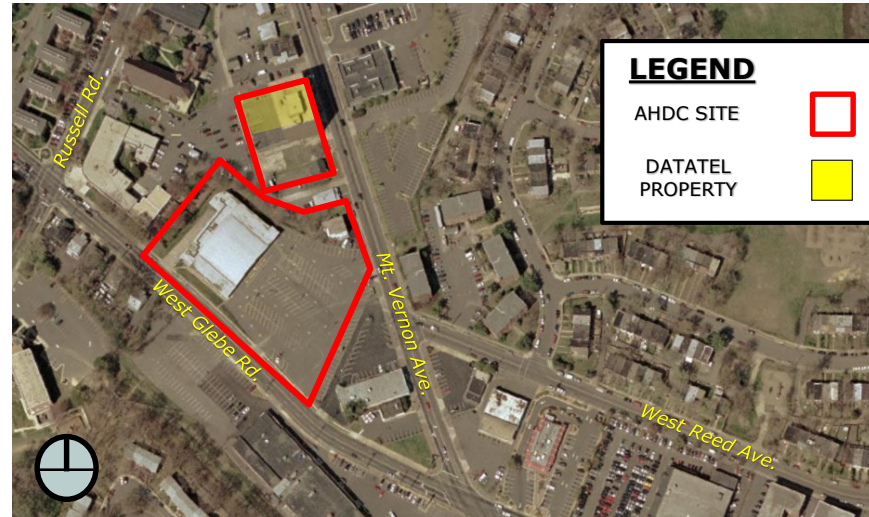 LEGEND
AHDC SITE
DATATEL
PROPERTY
Russell Rd.
West Glebe Rd.
Mt. Vernon Ave.
West Reed Ave.